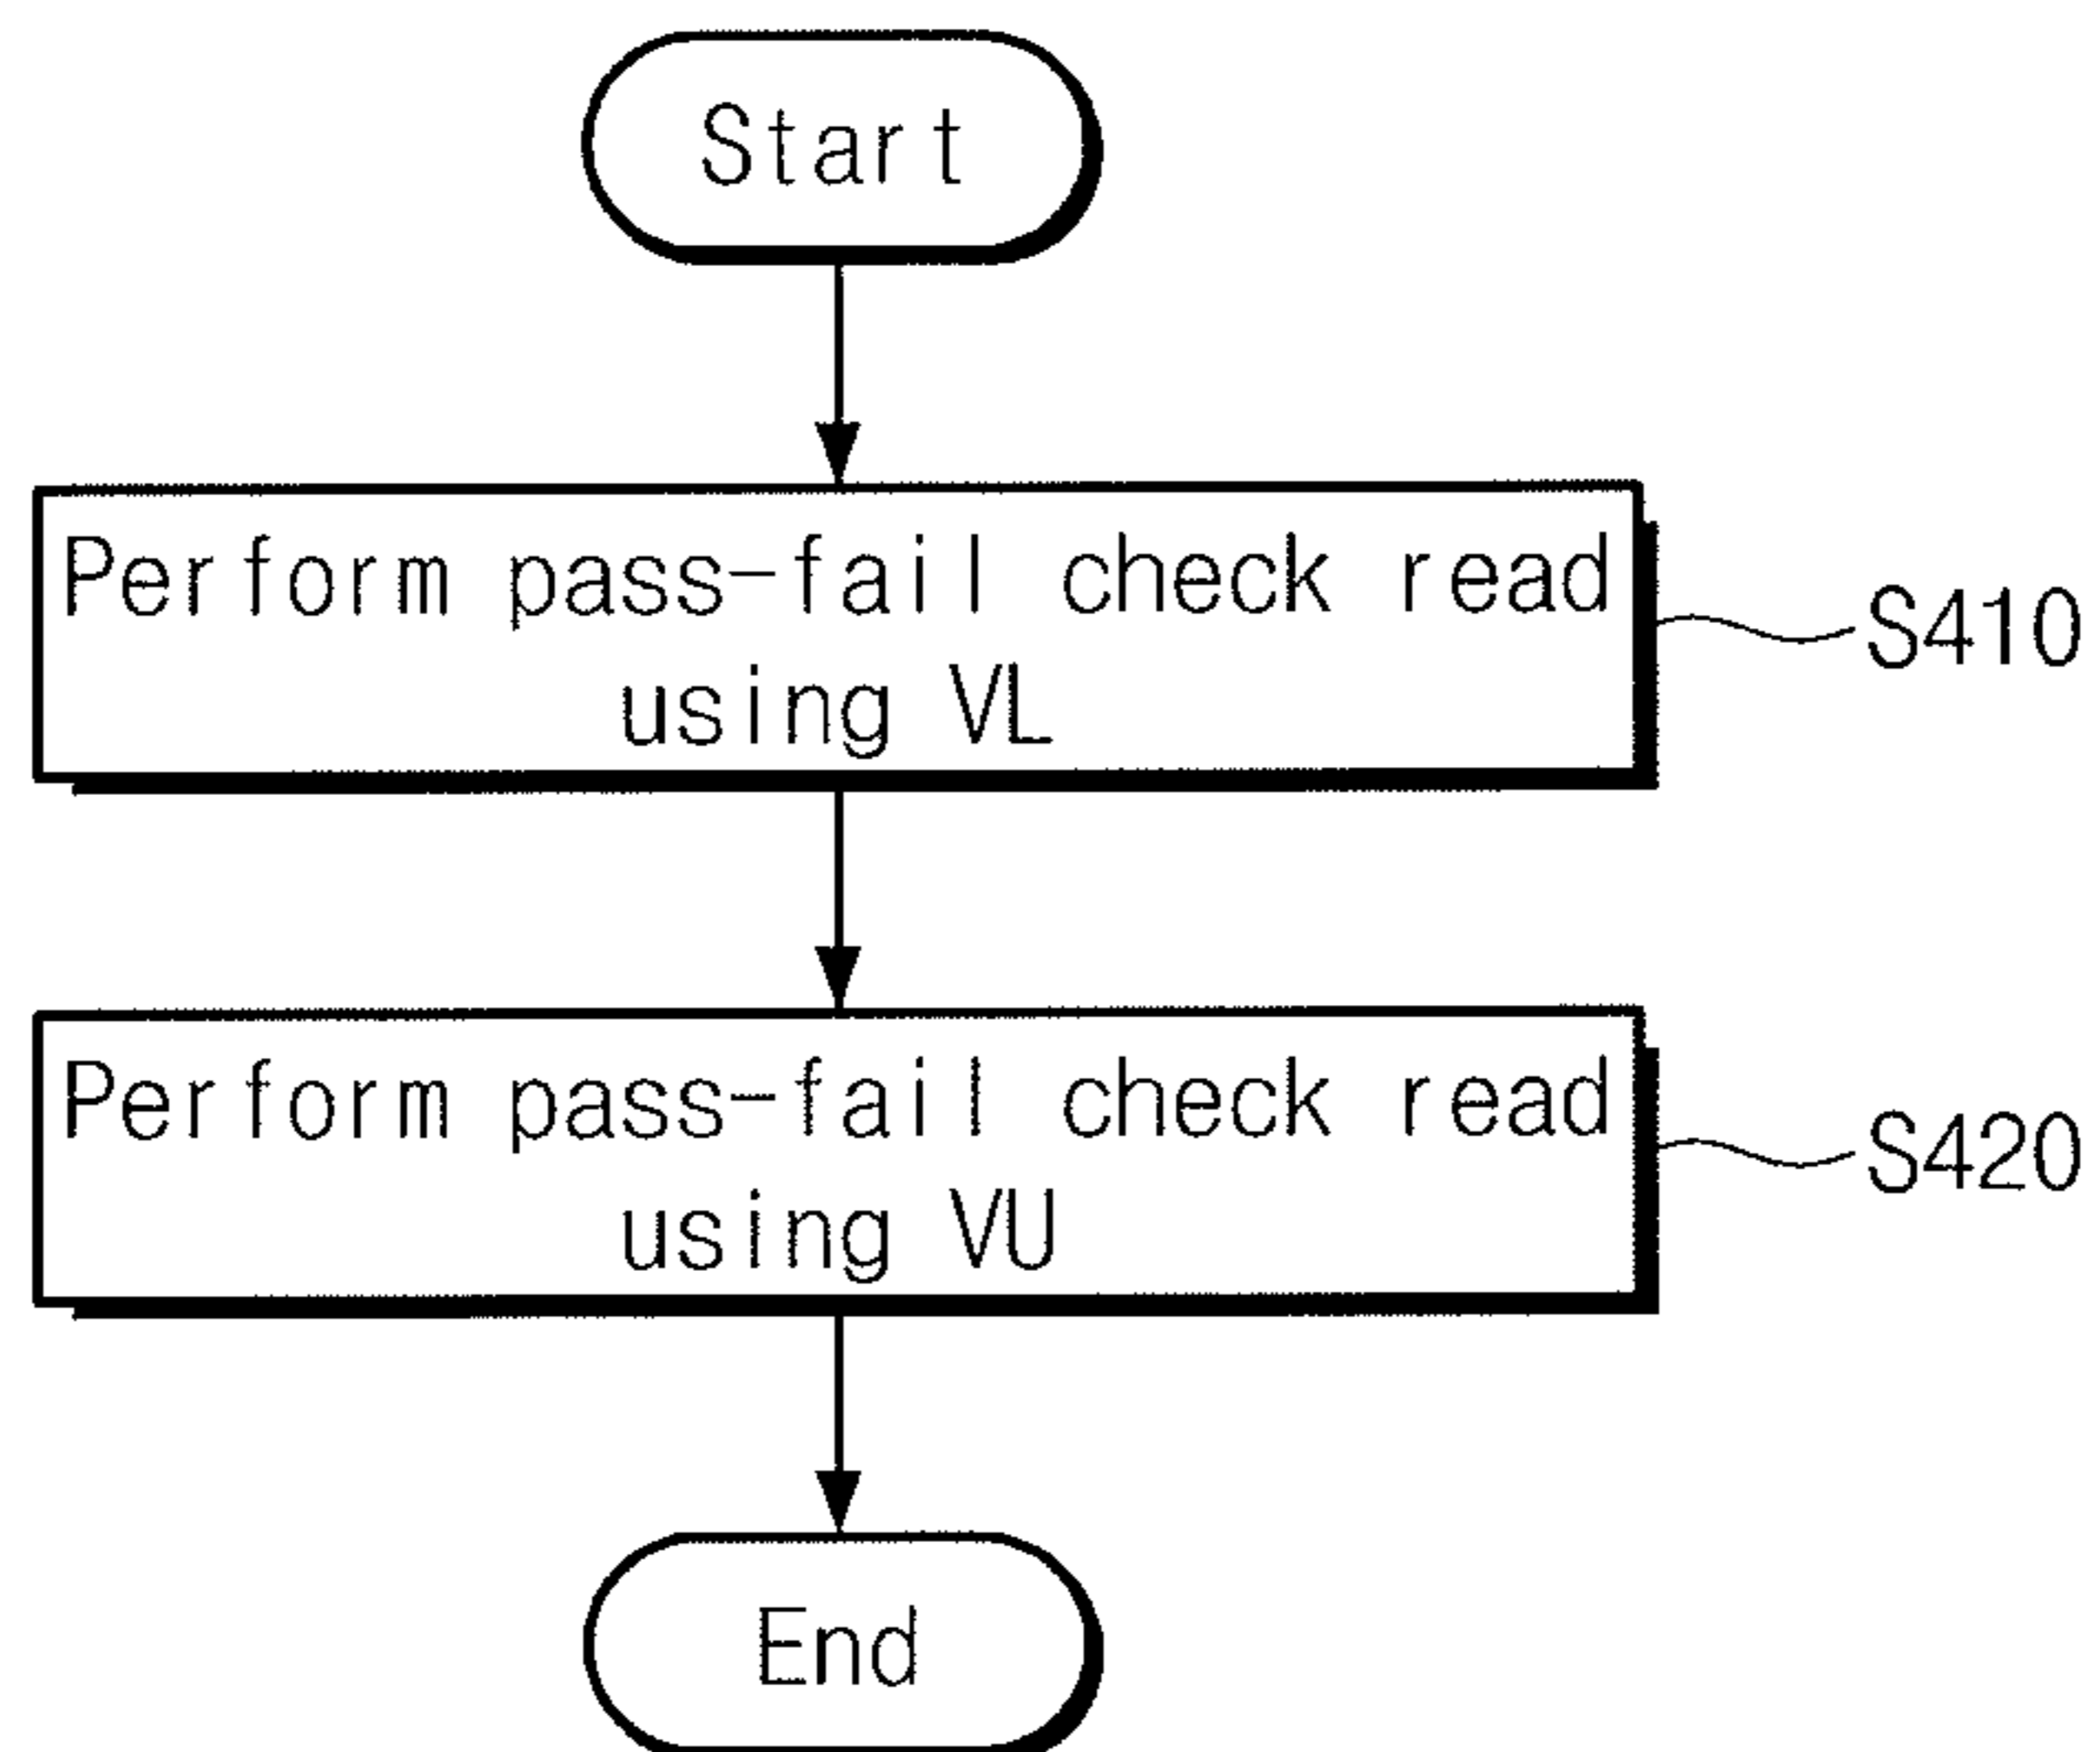 Start
Perform pass-fail check read
using VL
S410
Perform pass-fail check read
using VU
S420
End